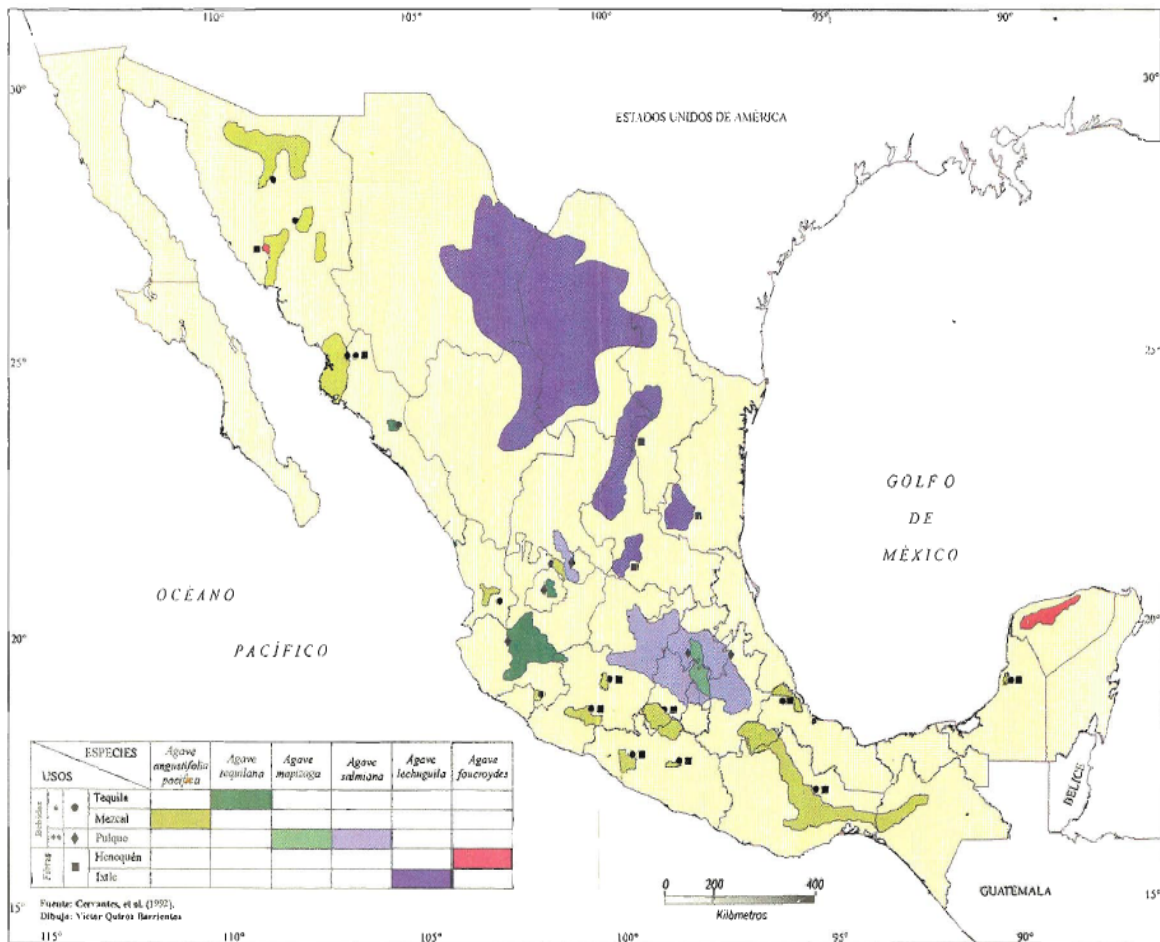 110° 105° 100° 95° 90°
30° 30°
ESTADOS UNIDOS DE AMÉRICA
25° 25°
GOLFO
DE
MÉXICO
OCÉANO
PACÍFICO
20° 20°
BELICE
GUATEMALA
ESPECIES
USOS
Agave angustifolia pacifica
Agave tequilana
Agave mapizaga
Agave salmiana
Agave lechuguila
Agave foucroydes
Bebidas
* Tequila
Mezcal
** Pulque
Fibras
Henequén
Ixtle
0 200 400
Kilómetros
Fuente: Cervantes, et al. (1992).
Dibujo: Víctor Quiroz Barrientos
15° 15°
115° 110° 105° 100° 95° 90°